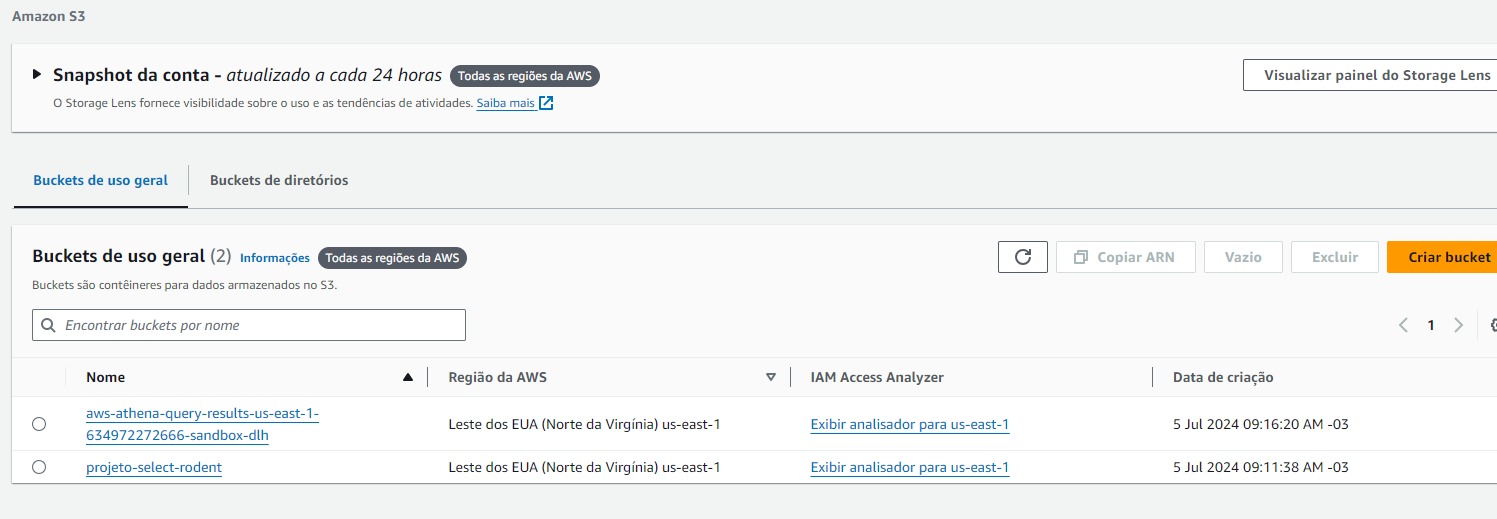 Amazon S3
Snapshot da conta - atualizado a cada 24 horas Todas as regiões da AWS
Visualizar painel do Storage Lens
O Storage Lens fornece visibilidade sobre o uso e as tendências de atividades. Saiba mais
Buckets de uso geral Buckets de diretórios
Buckets de uso geral (2) Informações Todas as regiões da AWS
Copiar ARN Vazio Excluir Criar bucket
Buckets são contêineres para dados armazenados no S3.
Encontrar buckets por nome
1
Nome Região da AWS IAM Access Analyzer Data de criação
aws-athena-query-results-us-east-1-
634972272666-sandbox-dlh
Leste dos EUA (Norte da Virgínia) us-east-1 Exibir analisador para us-east-1 5 Jul 2024 09:16:20 AM -03
projeto-select-rodent Leste dos EUA (Norte da Virgínia) us-east-1 Exibir analisador para us-east-1 5 Jul 2024 09:11:38 AM -03